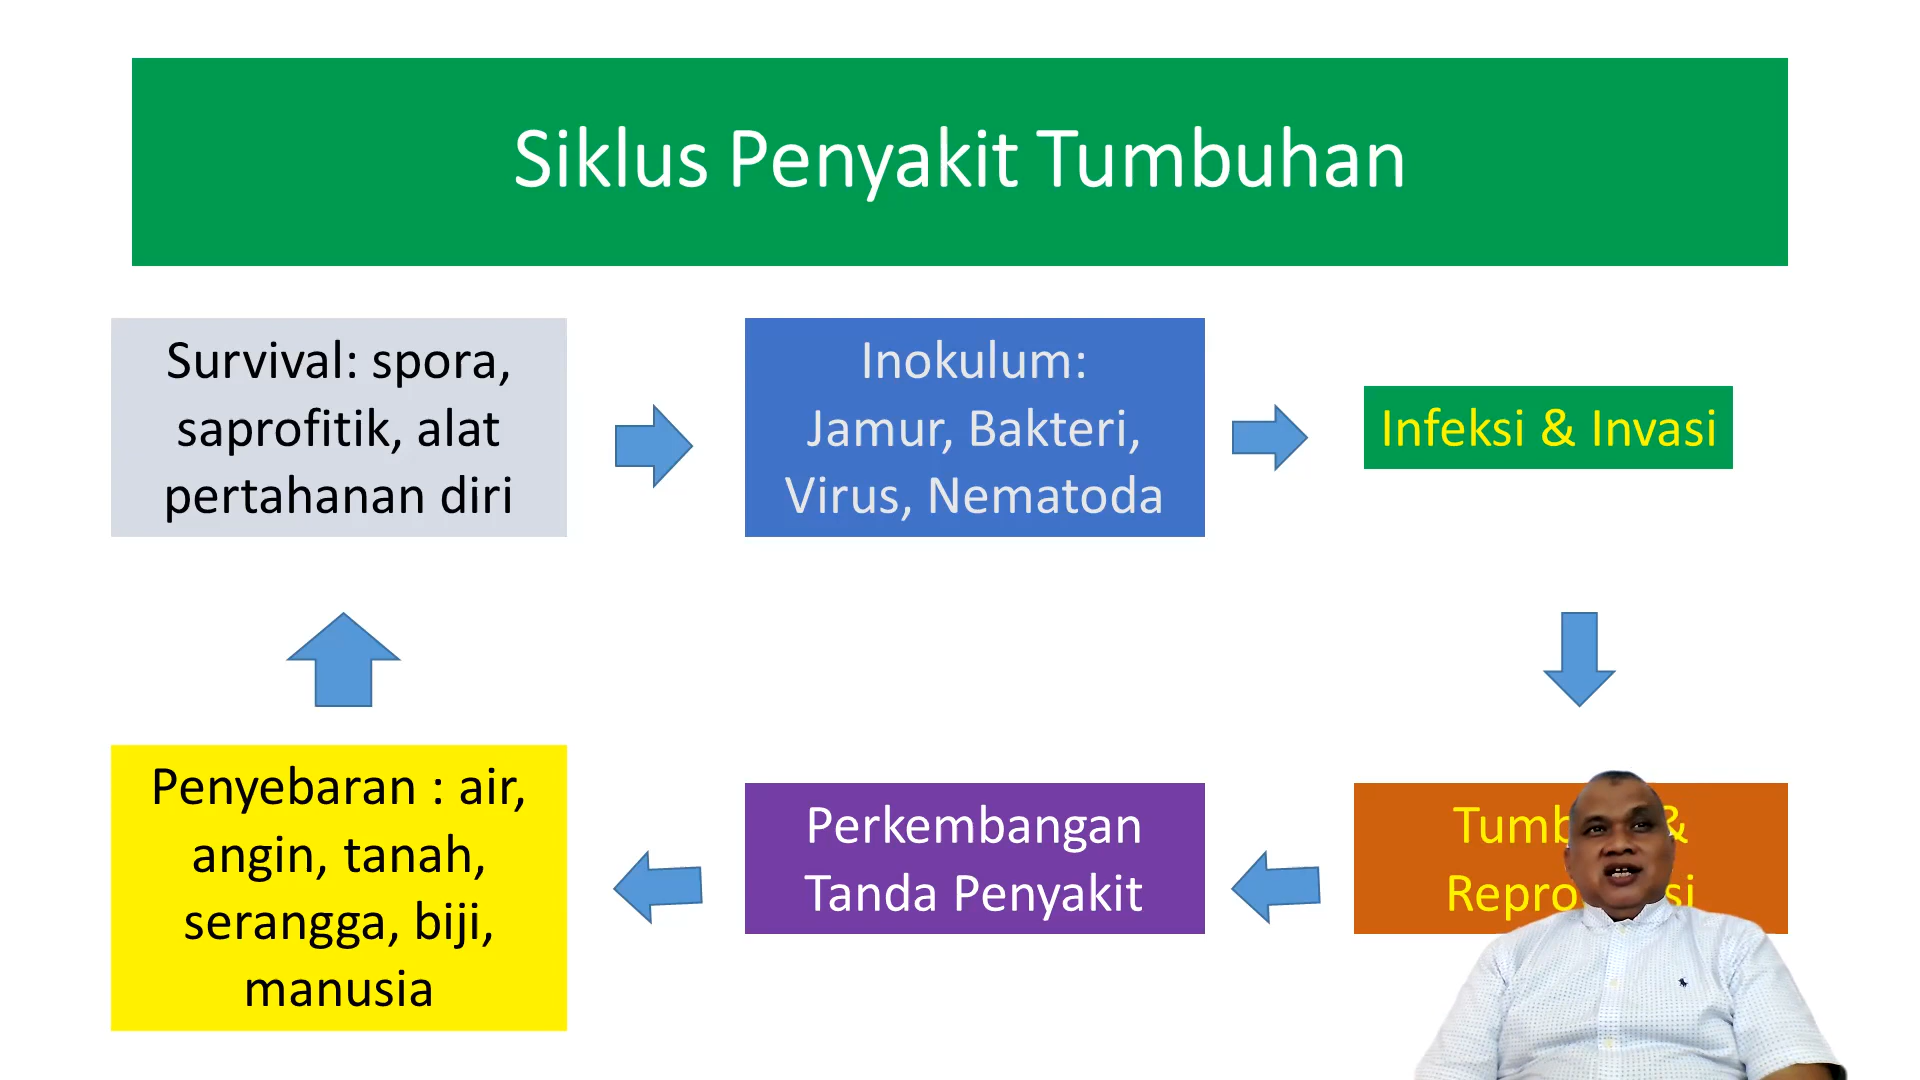 Siklus Penyakit Tumbuhan
Survival: spora,
saprofitik, alat
pertahanan diri
Inokulum:
Jamur, Bakteri,
Virus, Nematoda
Infeksi & Invasi
Penyebaran : air,
angin, tanah,
serangga, biji,
manusia
Perkembangan
Tanda Penyakit
&